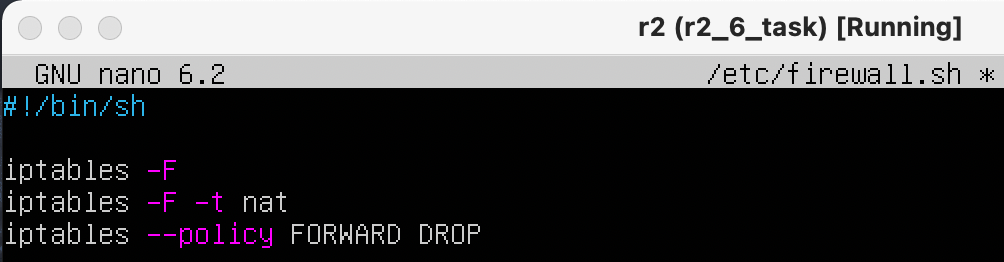 r2 (r2_6_task) [Running]
GNU nano 6.2 /etc/firewall.sh *
#!/bin/sh
iptables -F
iptables -F -t nat
iptables --policy FORWARD DROP